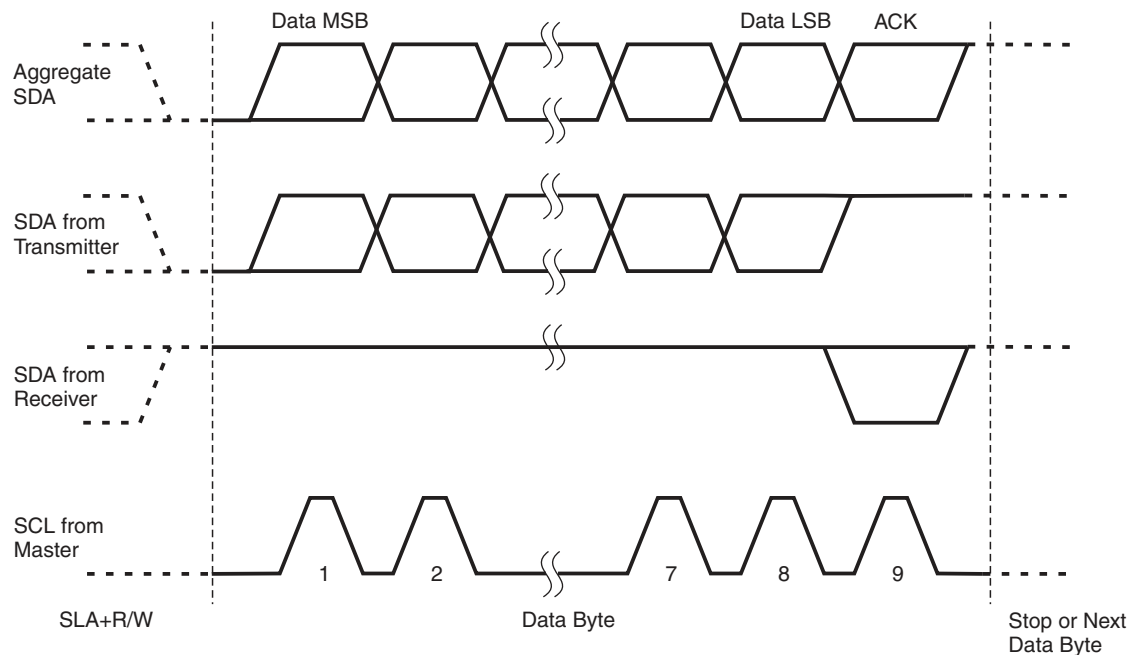 Data MSB
Data LSB
ACK
Aggregate
SDA
SDA from
Transmitter
SDA from
Receiver
SCL from
Master
1
2
7
8
9
SLA+R/W
Data Byte
Stop or Next
Data Byte